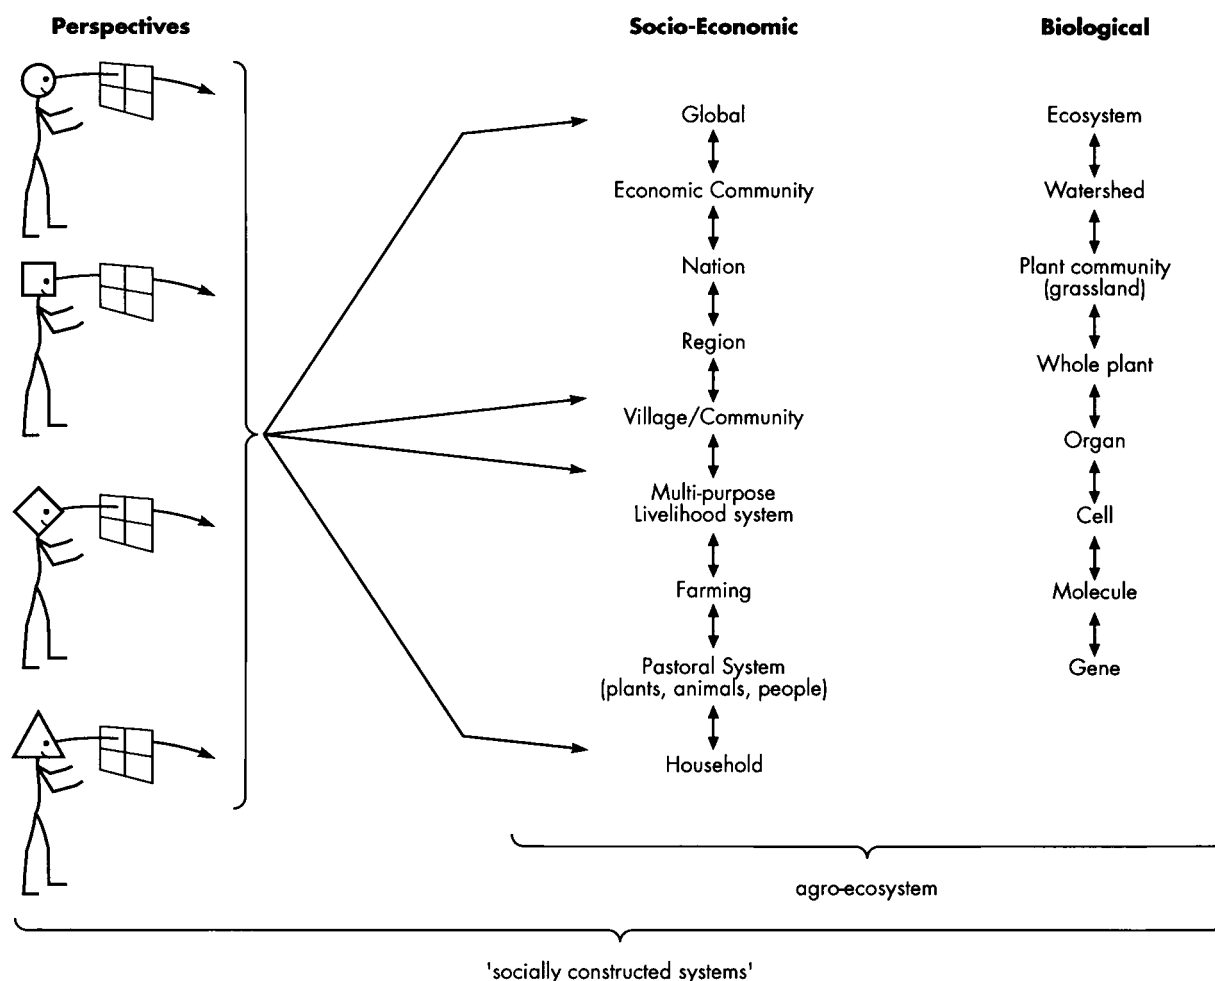 Perspectives
Socio-Economic
Biological
Global
Economic Community
Nation
Region
Village/Community
Multi-purpose
Livelihood system
Farming
Pastoral System
(plants, animals, people)
Household
Ecosystem
Watershed
Plant community
(grassland)
Whole plant
Organ
Cell
Molecule
Gene
agro-ecosystem
'socially constructed systems'